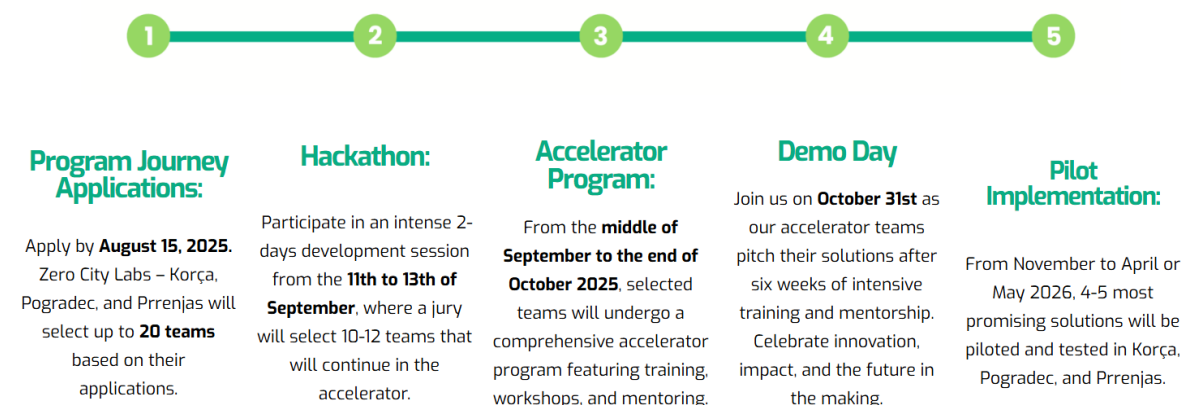 1
2
3
4
5
Program Journey
Applications:
Apply by August 15, 2025.
Zero City Labs – Korça,
Pogradec, and Prrenjas will
select up to 20 teams
based on their
applications.
Hackathon:
Participate in an intense 2-
days development session
from the 11th to 13th of
September, where a jury
will select 10-12 teams that
will continue in the
accelerator.
Accelerator
Program:
From the middle of
September to the end of
October 2025, selected
teams will undergo a
comprehensive accelerator
program featuring training,
workshops, and mentoring.
Demo Day
Join us on October 31st as
our accelerator teams
pitch their solutions after
six weeks of intensive
training and mentorship.
Celebrate innovation,
impact, and the future in
the making.
Pilot
Implementation:
From November to April or
May 2026, 4-5 most
promising solutions will be
piloted and tested in Korça,
Pogradec, and Prrenjas.